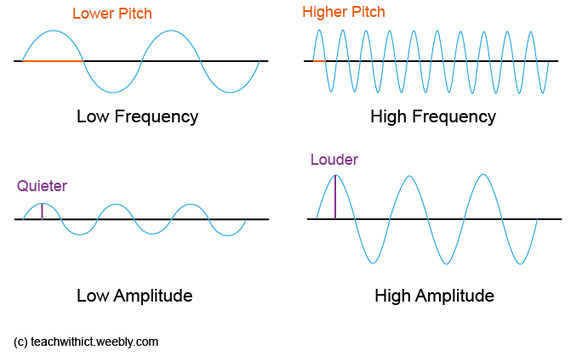 Lower Pitch
Higher Pitch
Low Frequency
High Frequency
Quieter
Louder
Low Amplitude
High Amplitude
(c) teachwithict.weebly.com